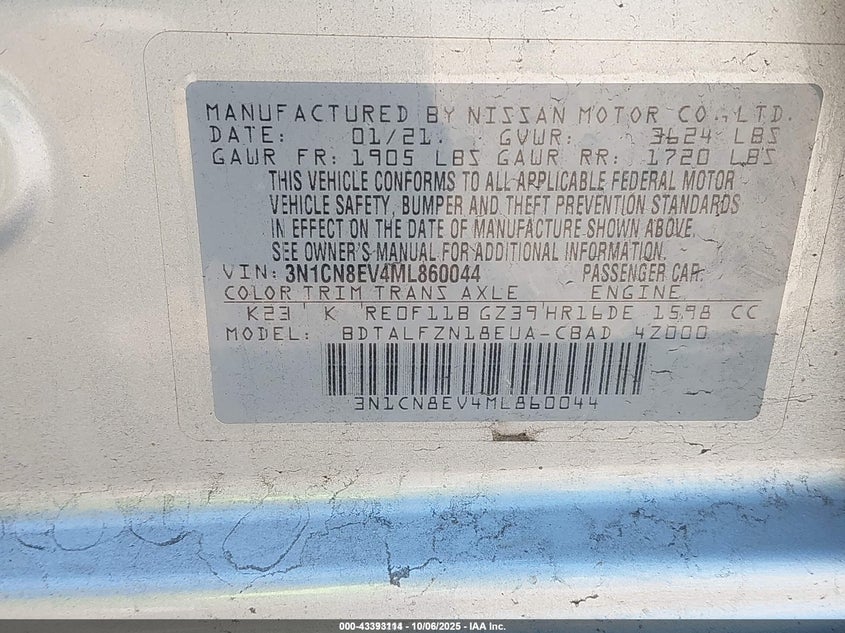 MANUFACTURED BY NISSAN MOTOR CO.,LTD.
DATE: 01/21. GVWR: 3624 LBS
GAWR FR: 1905 LBS GAWR RR: 1720 LBS
THIS VEHICLE CONFORMS TO ALL APPLICABLE FEDERAL MOTOR
VEHICLE SAFETY, BUMPER AND THEFT PREVENTION STANDARDS
IN EFFECT ON THE DATE OF MANUFACTURE SHOWN ABOVE.
SEE OWNER'S MANUAL FOR ADDITIONAL INFORMATION.
VIN: 3N1CN8EV4ML860044 PASSENGER CAR
COLOR TRIM TRANS AXLE ENGINE
K23 K RE0F11B GZ39 HR16DE 1598 CC
MODEL: BDTALFZN18EUA-CBAD 4Z000
3N1CN8EV4ML860044
000-43393114 - 10/06/2025 - IAA Inc.